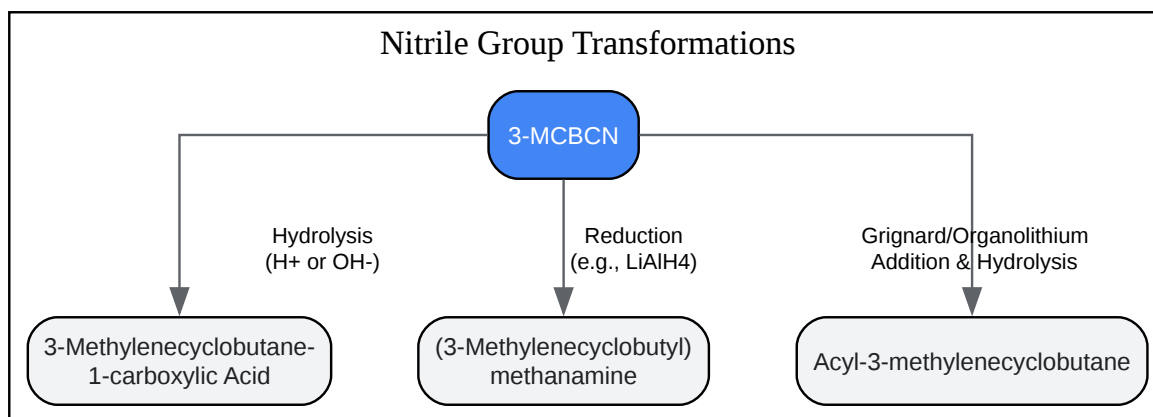 Nitrile Group Transformations
3-MCBCN
Hydrolysis
(H+ or OH-)
Reduction
(e.g., LiAlH4)
Grignard/Organolithium
Addition & Hydrolysis
3-Methylenecyclobutane-
1-carboxylic Acid
(3-Methylenecyclobutyl)
methanamine
Acyl-3-methylenecyclobutane